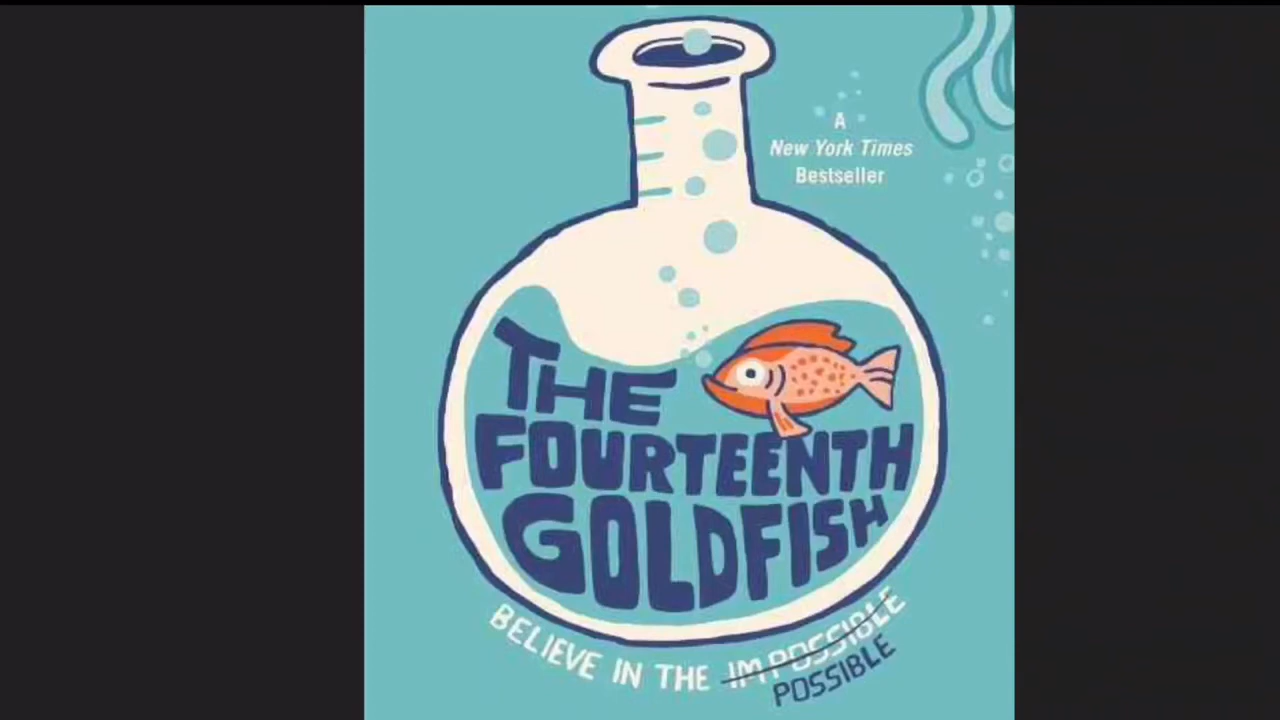 A
New York Times
Bestseller
THE
FOURTEENTH
GOLDFISH
BELIEVE IN THE IMPOSSIBLE
POSSIBLE